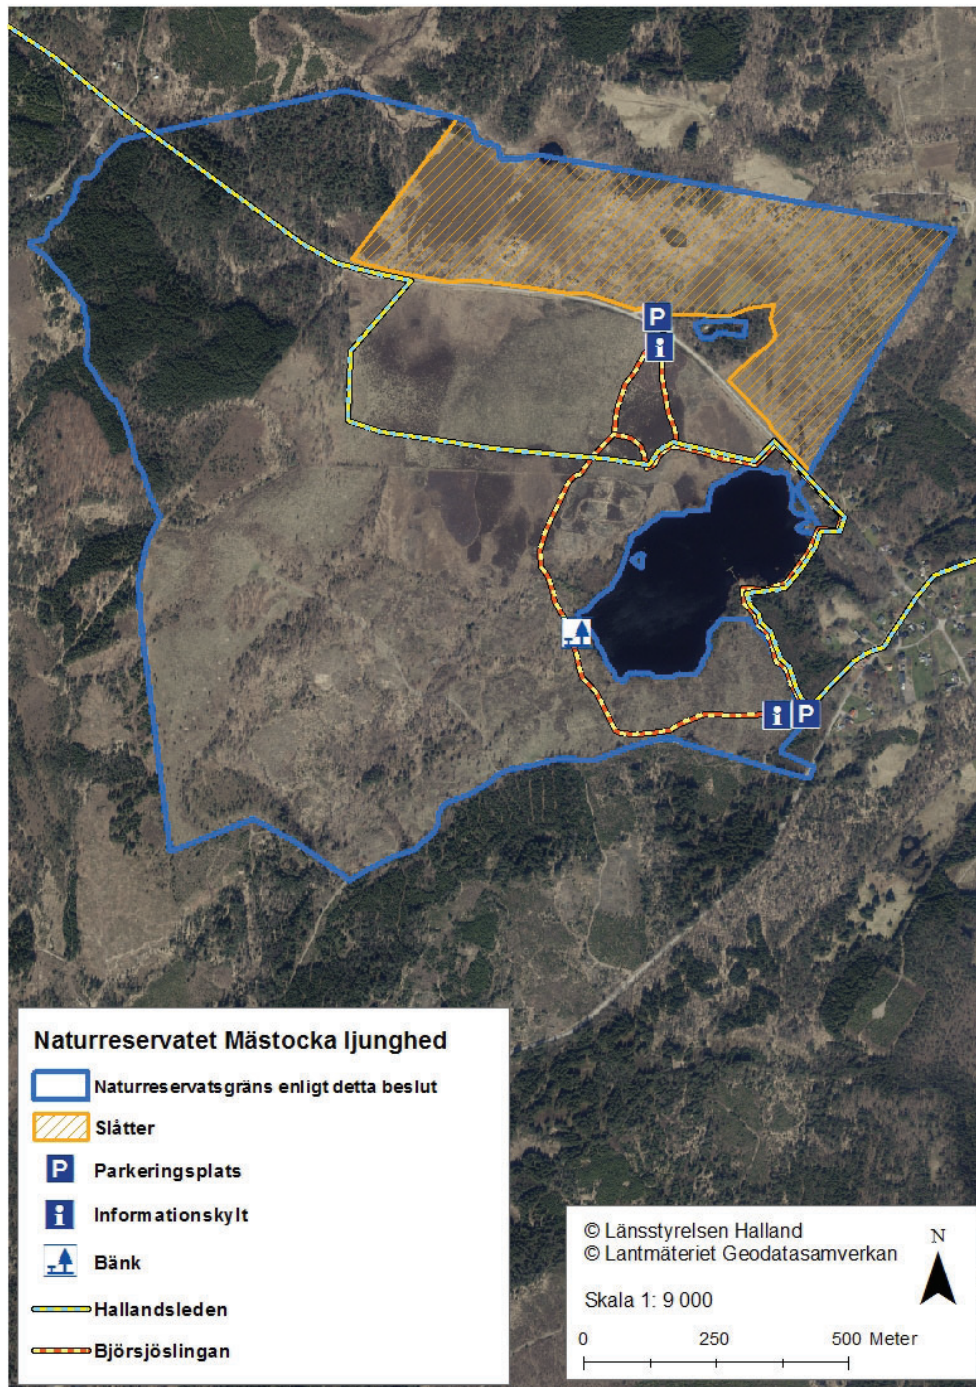 P
i
i P
Naturreservatet Mästocka ljunghed
Naturreservatsgräns enligt detta beslut
Slåtter
P Parkeringsplats
i Informationskylt
Bänk
Hallandsleden
Björsjöslingan
© Länsstyrelsen Halland
© Lantmäteriet Geodatasamverkan
N
Skala 1: 9 000
0 250 500 Meter